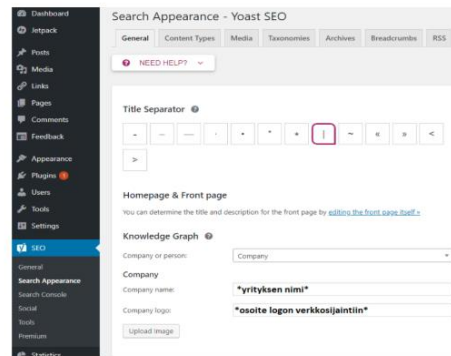 Dashboard
Jetpack
Posts
Media
Links
Pages
Comments
Feedback
Appearance
Plugins 1
Users
Tools
Settings
SEO
General
Search Appearance
Search Console
Social
Tools
Premium
Statistics
Search Appearance - Yoast SEO
General Content Types Media Taxonomies Archives Breadcrumbs RSS
NEED HELP?
Title Separator
- – — · • * ⋆ | ~ « » <
>
Homepage & Front page
You can determine the title and description for the front page by editing the front page itself »
Knowledge Graph
Company or person: Company
Company
Company name: *yrityksen nimi*
Company logo: *osoite logon verkkosijaintiin*
Upload Image